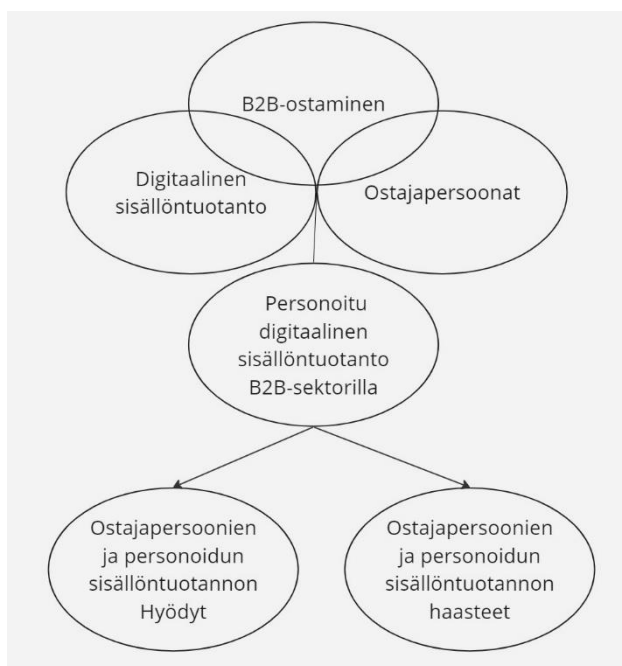 B2B-ostaminen
Digitaalinen
sisällöntuotanto
Ostajapersoonat
Personoitu
digitaalinen
sisällöntuotanto
B2B-sektorilla
Ostajapersoonien
ja personoidun
sisällöntuotannon
Hyödyt
Ostajapersoonien
ja personoidun
sisällöntuotannon
haasteet